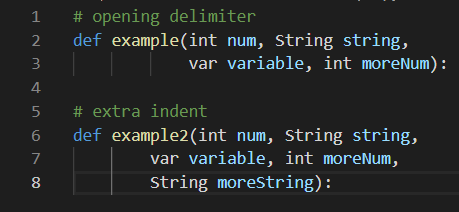 1 # opening delimiter
2 def example(int num, String string,
3             var variable, int moreNum):
4
5 # extra indent
6 def example2(int num, String string,
7         var variable, int moreNum,
8         String moreString):